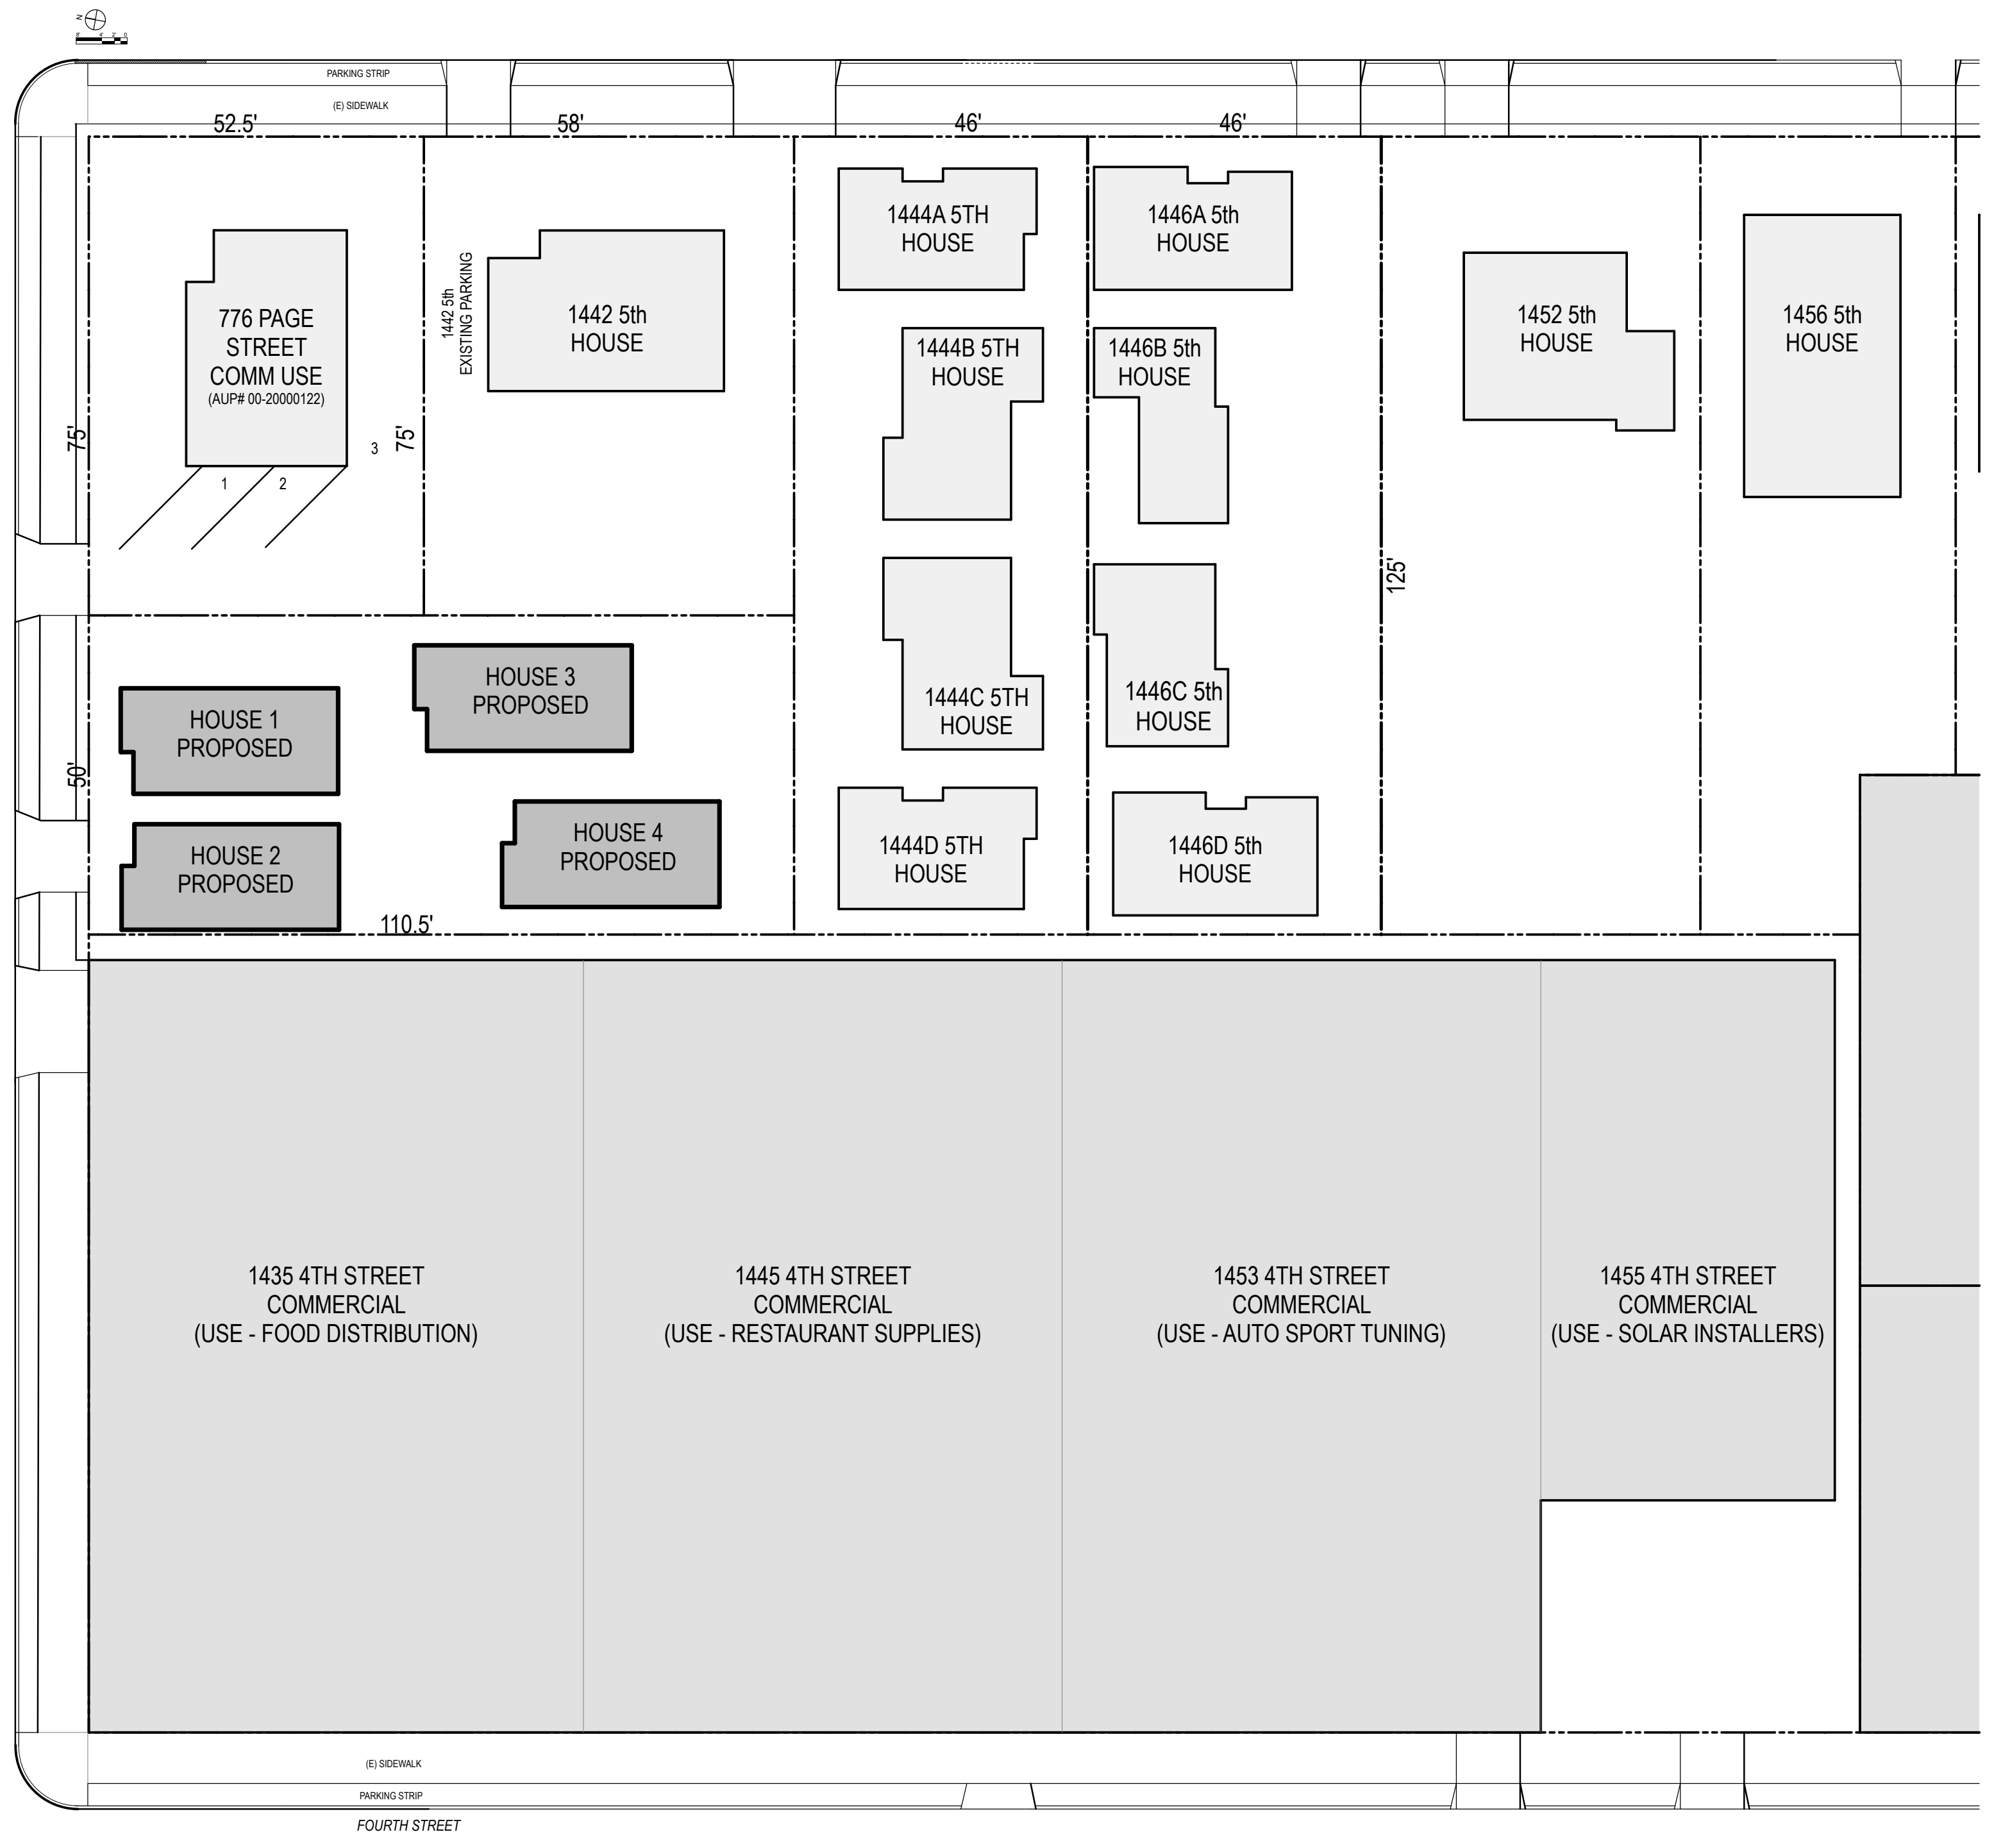 N
8' 4' 2' 0
PARKING STRIP
(E) SIDEWALK
52.5'
58'
46'
46'
776 PAGE
STREET
COMM USE
(AUP# 00-20000122)
1
2
3
75'
75'
1442 5th
EXISTING PARKING
1442 5th
HOUSE
1444A 5TH
HOUSE
1446A 5th
HOUSE
1444B 5TH
HOUSE
1446B 5th
HOUSE
1452 5th
HOUSE
1456 5th
HOUSE
125'
HOUSE 1
PROPOSED
HOUSE 3
PROPOSED
1444C 5TH
HOUSE
1446C 5th
HOUSE
50'
HOUSE 2
PROPOSED
HOUSE 4
PROPOSED
1444D 5TH
HOUSE
1446D 5th
HOUSE
110.5'
1435 4TH STREET
COMMERCIAL
(USE - FOOD DISTRIBUTION)
1445 4TH STREET
COMMERCIAL
(USE - RESTAURANT SUPPLIES)
1453 4TH STREET
COMMERCIAL
(USE - AUTO SPORT TUNING)
1455 4TH STREET
COMMERCIAL
(USE - SOLAR INSTALLERS)
(E) SIDEWALK
PARKING STRIP
FOURTH STREET